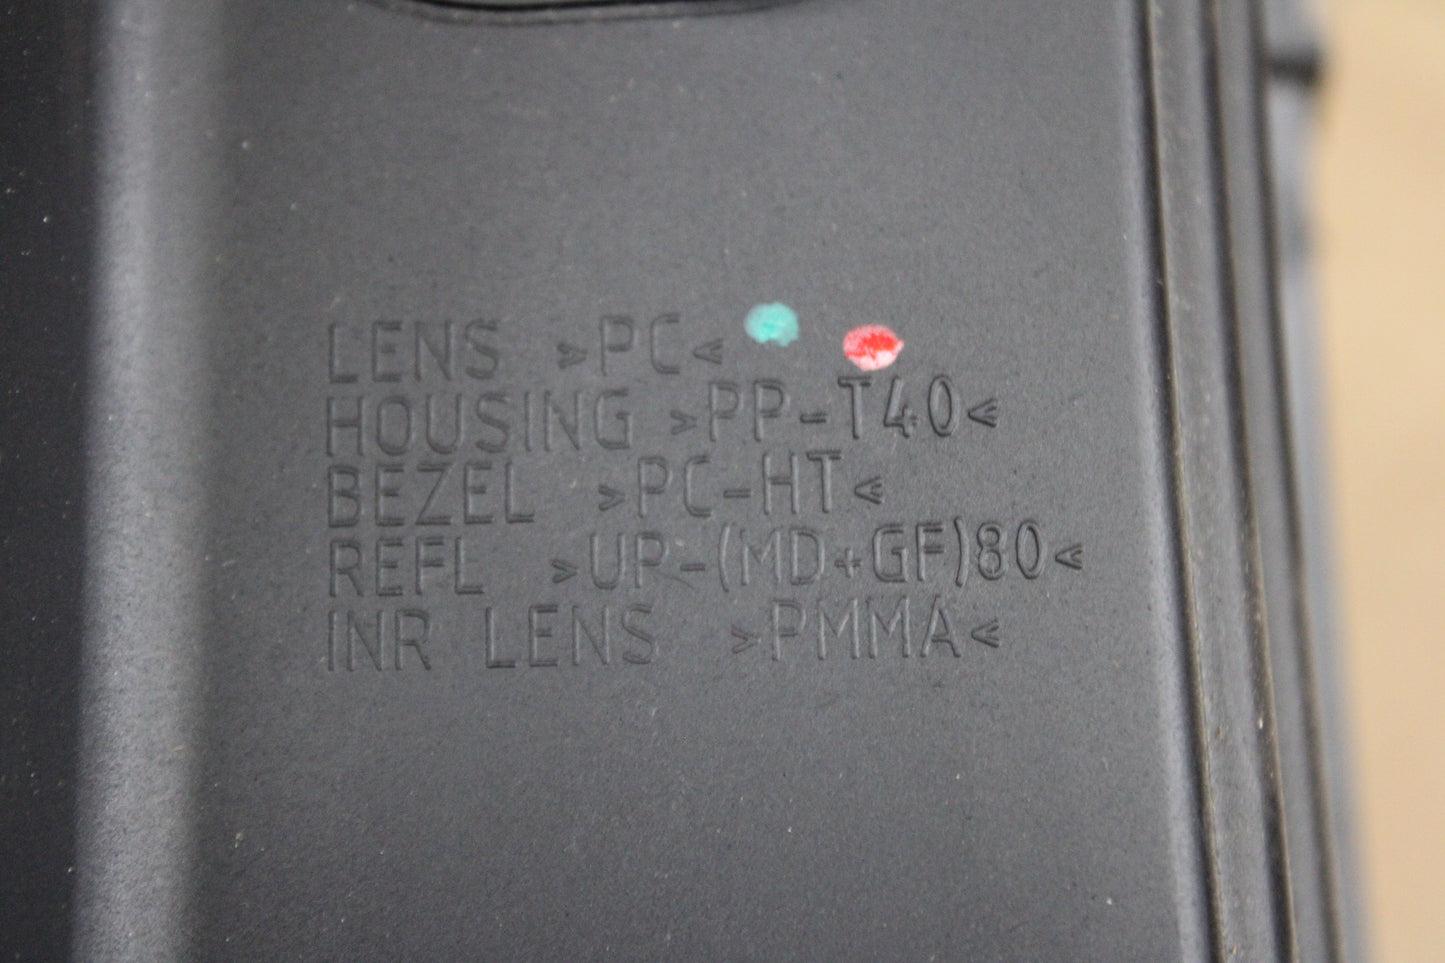 LENS >PC<
HOUSING >PP-T40<
BEZEL >PC-HT<
REFL >UP-(MD+GF)80<
INR LENS >PMMA<